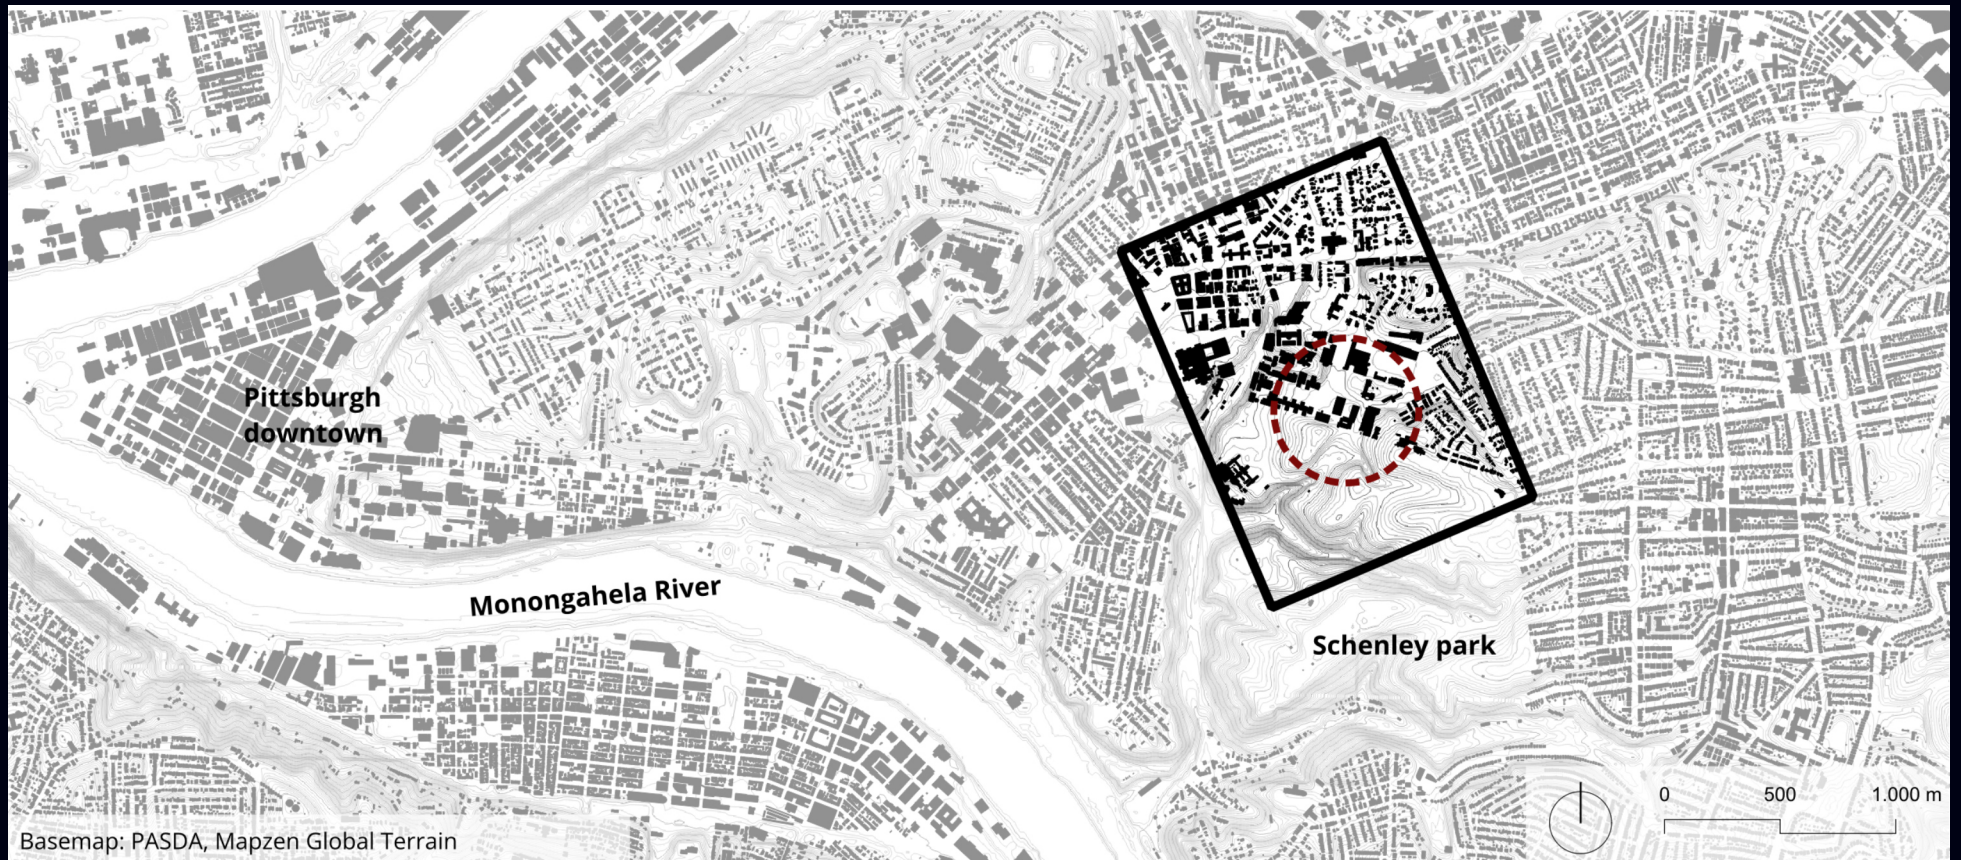 Pittsburgh
downtown
Monongahela River
Schenley park
0 500 1.000 m
Basemap: PASDA, Mapzen Global Terrain